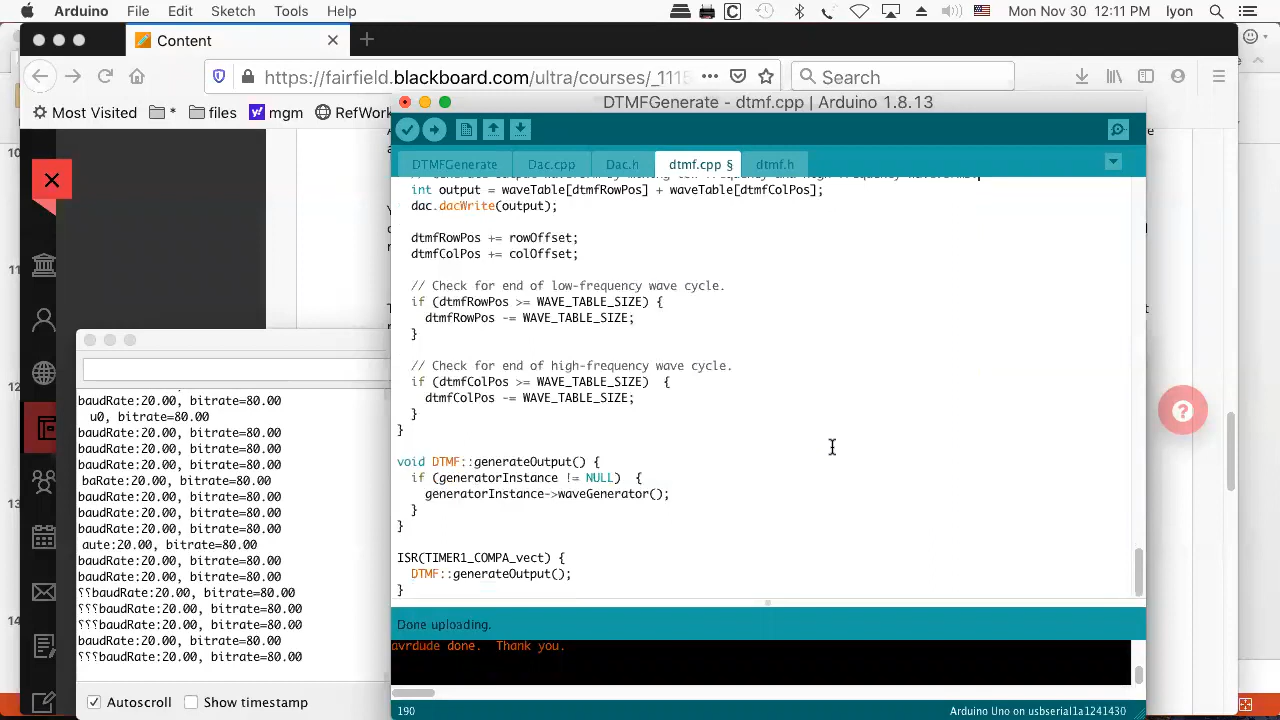 Arduino File Edit Sketch Tools Help Mon Nov 30 12:11 PM lyon
Content
https://fairfield.blackboard.com/ultra/courses/_1115 Search
Most Visited * files mgm RefWor
DTMFGenerate - dtmf.cpp | Arduino 1.8.13
DTMFGenerate Dac.cpp Dac.h dtmf.cpp § dtmf.h
int output = waveTable[dtmfRowPos] + waveTable[dtmfColPos];
dac.dacWrite(output);
dtmfRowPos += rowOffset;
dtmfColPos += colOffset;
// Check for end of low-frequency wave cycle.
if (dtmfRowPos >= WAVE_TABLE_SIZE) {
dtmfRowPos -= WAVE_TABLE_SIZE;
}
// Check for end of high-frequency wave cycle.
if (dtmfColPos >= WAVE_TABLE_SIZE) {
dtmfColPos -= WAVE_TABLE_SIZE;
}
}
void DTMF::generateOutput() {
if (generatorInstance != NULL) {
generatorInstance->waveGenerator();
}
}
ISR(TIMER1_COMPA_vect) {
DTMF::generateOutput();
}
Done uploading.
avrdude done. Thank you.
190 Arduino Uno on usbserial1a1241430
baudRate:20.00, bitrate=80.00
u0, bitrate=80.00
baudRate:20.00, bitrate=80.00
baudRate:20.00, bitrate=80.00
baudRate:20.00, bitrate=80.00
baRate:20.00, bitrate=80.00
baudRate:20.00, bitrate=80.00
baudRate:20.00, bitrate=80.00
baudRate:20.00, bitrate=80.00
aute:20.00, bitrate=80.00
baudRate:20.00, bitrate=80.00
baudRate:20.00, bitrate=80.00
⸮⸮baudRate:20.00, bitrate=80.00
⸮⸮⸮baudRate:20.00, bitrate=80.00
⸮⸮⸮baudRate:20.00, bitrate=80.00
baudRate:20.00, bitrate=80.00
⸮⸮⸮baudRate:20.00, bitrate=80.00
Autoscroll Show timestamp